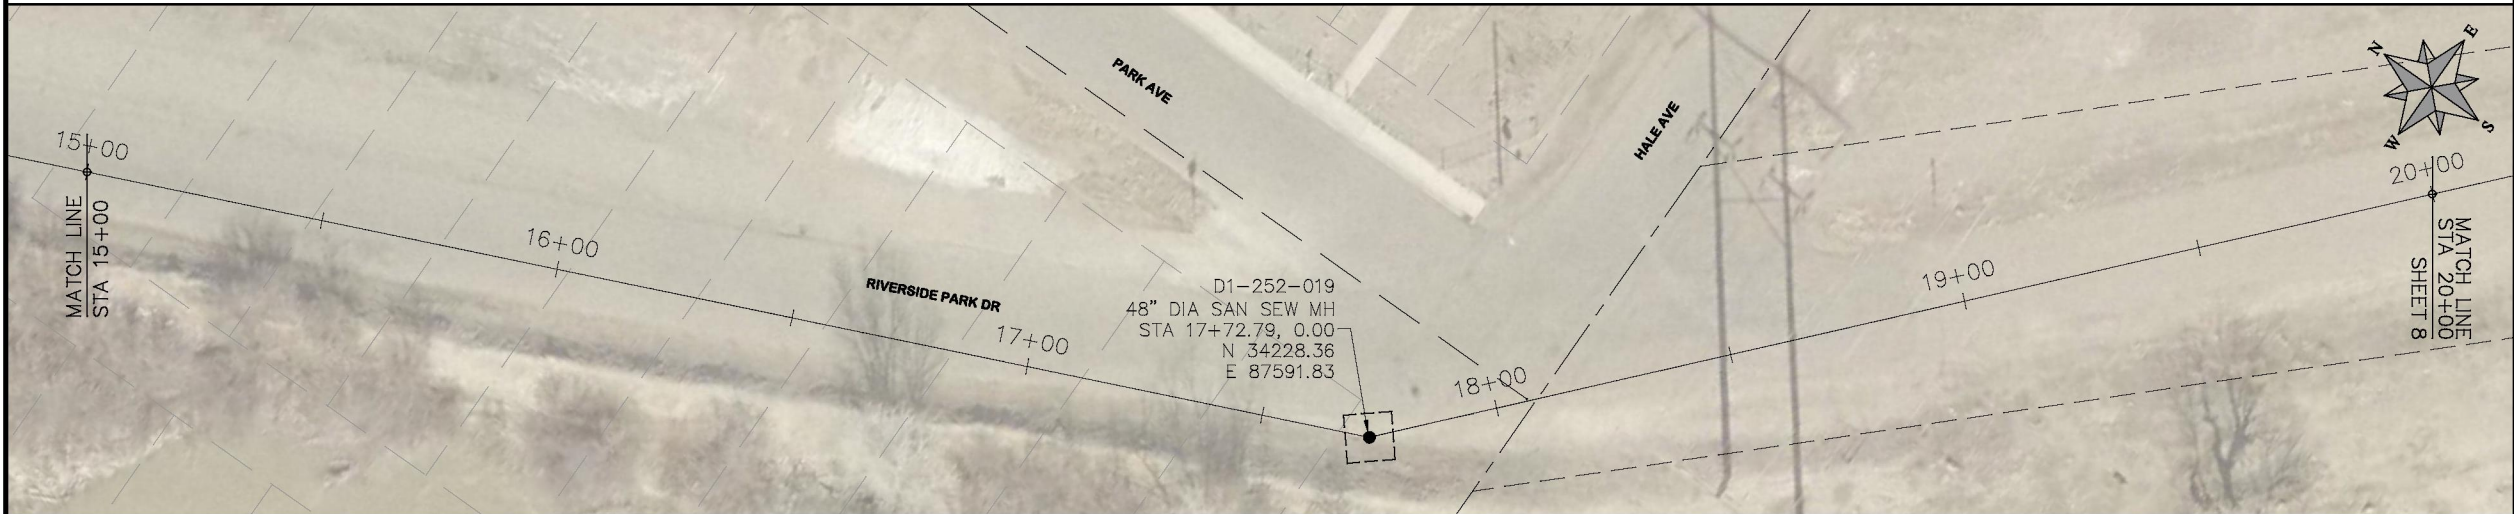 15+00
MATCH LINE
STA 15+00
16+00
RIVERSIDE PARK DR
17+00
PARK AVE
D1-252-019
48" DIA SAN SEW MH
STA 17+72.79, 0.00
N 34228.36
E 87591.83
18+00
HALE AVE
19+00
N
E
W
S
20+00
MATCH LINE
STA 20+00
SHEET 8